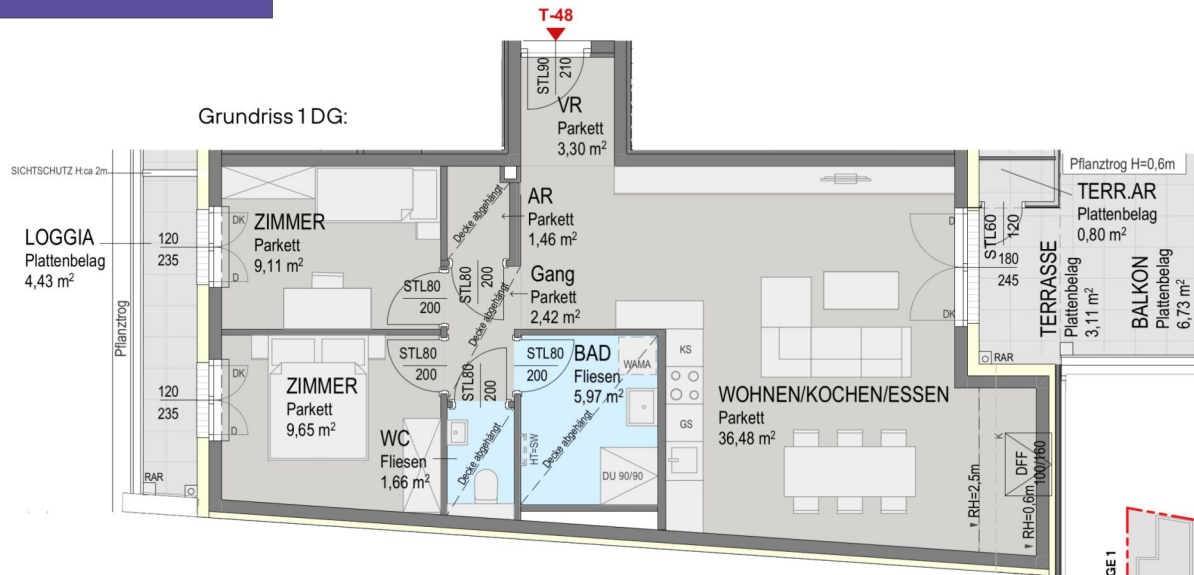 T-48
STL90
210
VR
Parkett
3,30 m²
Grundriss 1 DG:
SICHTSCHUTZ H:ca 2m
LOGGIA
Plattenbelag
4,43 m²
Pflanztrog
120
235
DK
D
ZIMMER
Parkett
9,11 m²
STL80
200
Decke abgehängt
AR
Parkett
1,46 m²
STL80
200
Gang
Parkett
2,42 m²
Decke abgehängt
120
235
DK
D
RAR
ZIMMER
Parkett
9,65 m²
STL80
200
STL80
200
WC
Fliesen
1,66 m²
Decke abgehängt
STL80
200
BAD
Fliesen
5,97 m²
WAMA
HT=SW
Decke abgehängt
DU 90/90
KS
GS
WOHNEN/KOCHEN/ESSEN
Parkett
36,48 m²
D
DK
180
245
STL60
120
Pflanztrog H=0,6m
TERR.AR
Plattenbelag
0,80 m²
TERRASSE
Plattenbelag
3,11 m²
BALKON
Plattenbelag
6,73 m²
RAR
K
DFF
100/160
RH=2,5m
RH=0,6m
GE 1